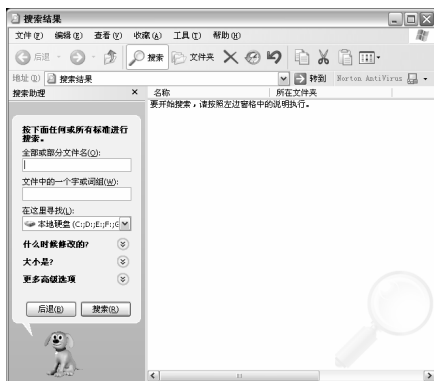 搜索结果
文件(F) 编辑(E) 查看(V) 收藏(A) 工具(T) 帮助(H)
后退 搜索 文件夹
地址(D) 搜索结果 转到 Norton AntiVirus
搜索助理 × 名称 所在文件夹
要开始搜索，请按照左边窗格中的说明执行。
按下面任何或所有标准进行
搜索。
全部或部分文件名(O):
文件中的一个字或词组(W):
在这里寻找(L):
本地硬盘 (C:;D:;E:;F:;G
什么时候修改的?
大小是?
更多高级选项
后退(B) 搜索(R)